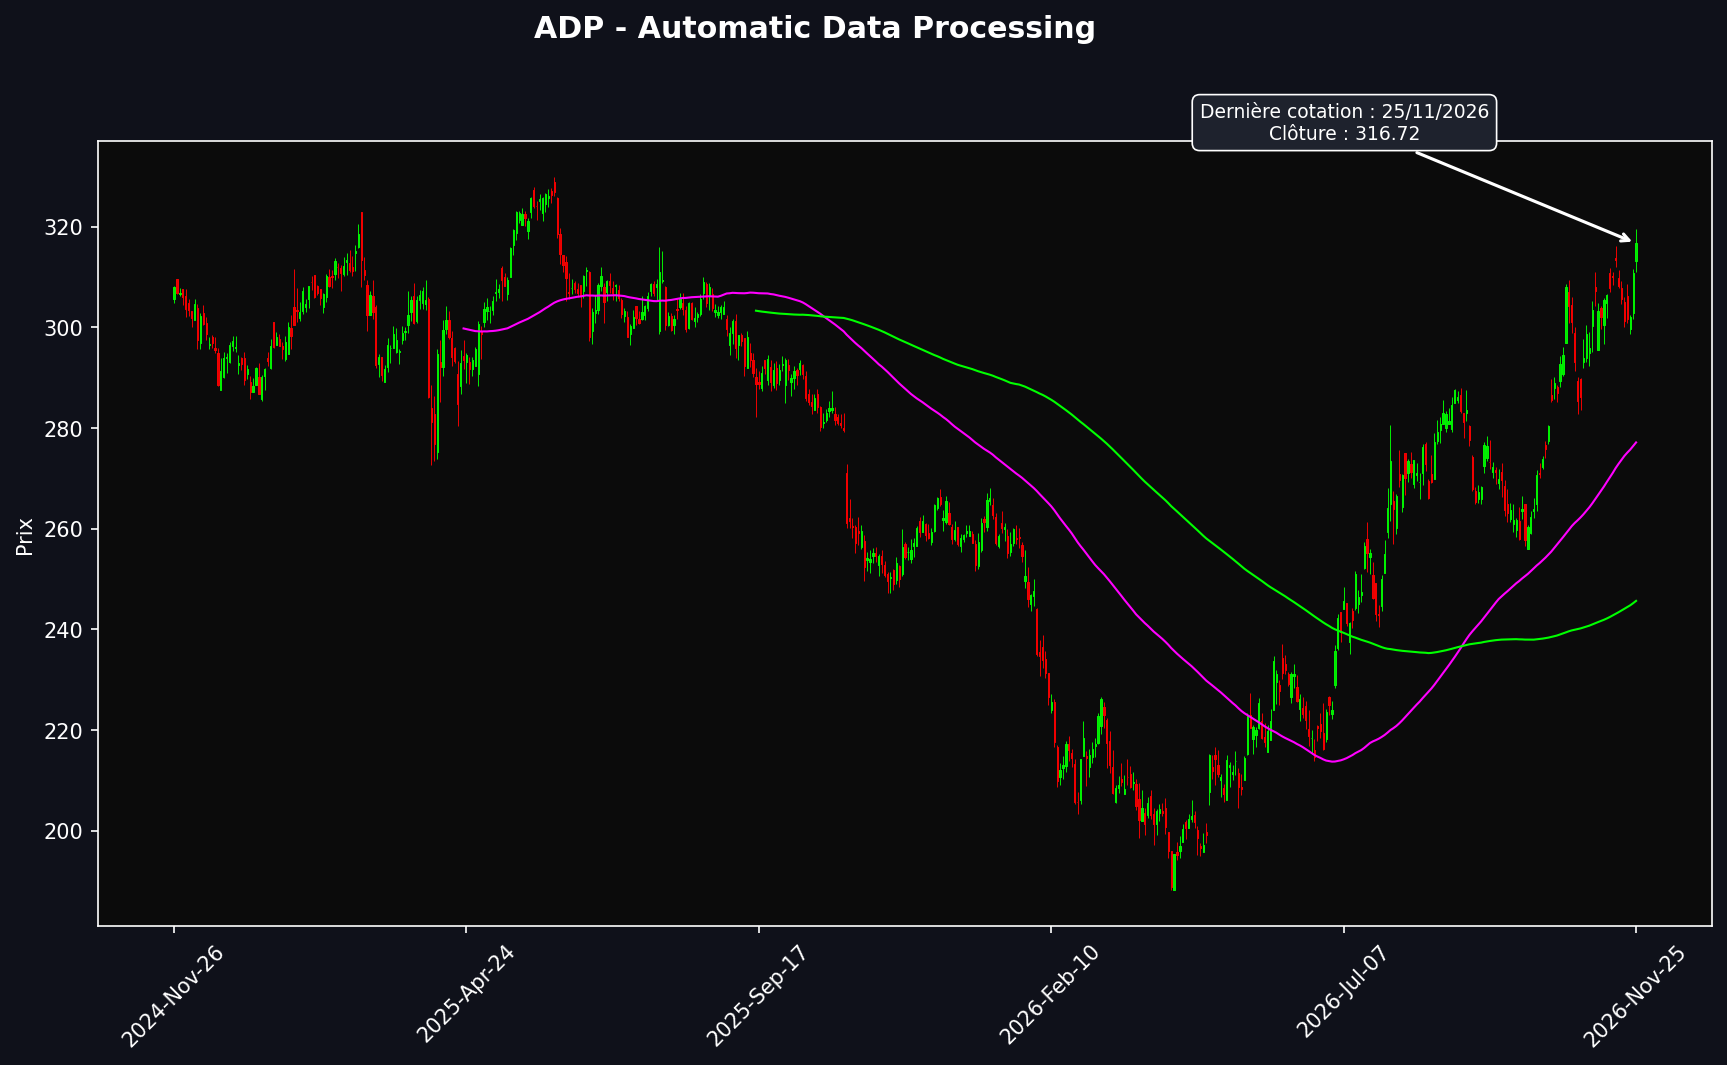 ADP - Automatic Data Processing
Dernière cotation : 25/11/2026
Clôture : 316.72
Prix
320
300
280
260
240
220
200
2024-Nov-26
2025-Apr-24
2025-Sep-17
2026-Feb-10
2026-Jul-07
2026-Nov-25